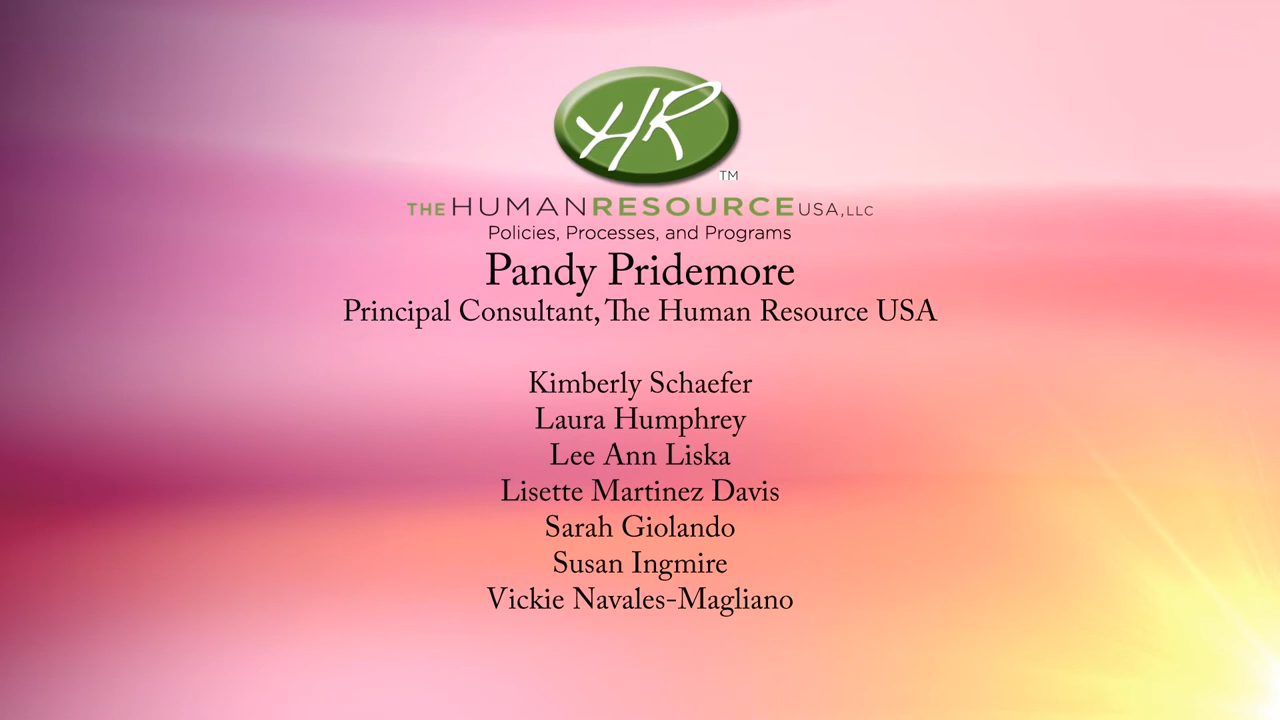 HR
TM
THE HUMAN RESOURCE USA, LLC
Policies, Processes, and Programs
Pandy Pridemore
Principal Consultant, The Human Resource USA
Kimberly Schaefer
Laura Humphrey
Lee Ann Liska
Lisette Martinez Davis
Sarah Giolando
Susan Ingmire
Vickie Navales-Magliano